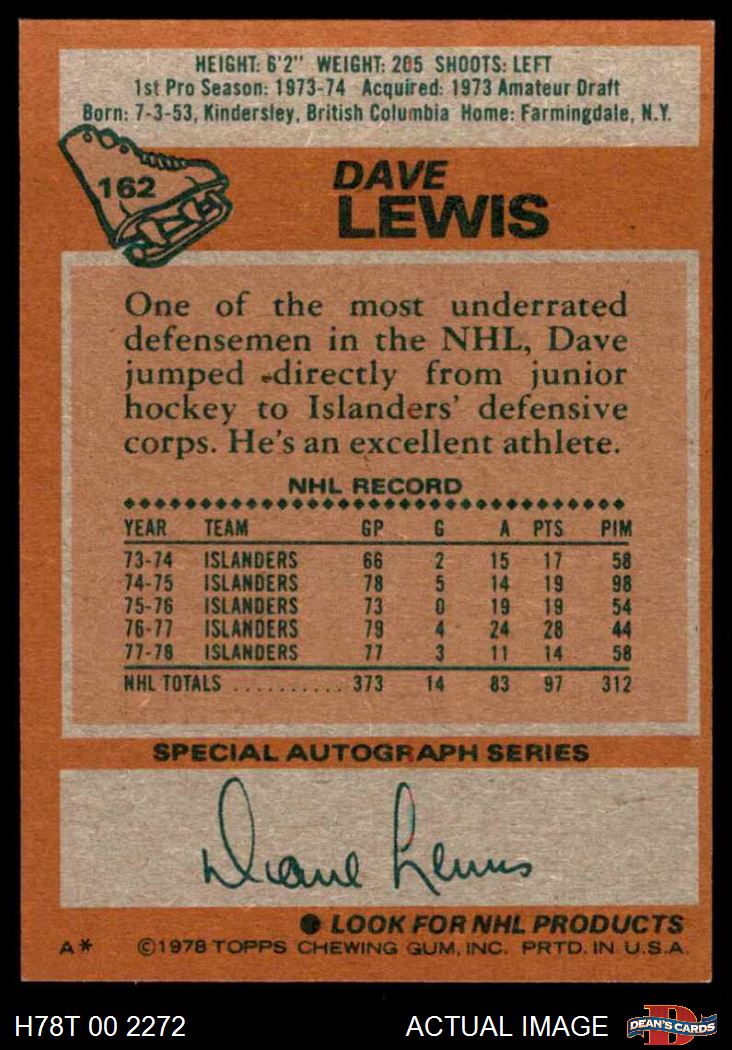 HEIGHT: 6'2" WEIGHT: 205 SHOOTS: LEFT
1st Pro Season: 1973-74 Acquired: 1973 Amateur Draft
Born: 7-3-53, Kindersley, British Columbia Home: Farmingdale, N.Y.
162
DAVE
LEWIS
One of the most underrated
defensemen in the NHL, Dave
jumped directly from junior
hockey to Islanders' defensive
corps. He's an excellent athlete.
NHL RECORD
YEAR TEAM GP G A PTS PIM
73-74 ISLANDERS 66 2 15 17 58
74-75 ISLANDERS 78 5 14 19 98
75-76 ISLANDERS 73 0 19 19 54
76-77 ISLANDERS 79 4 24 28 44
77-78 ISLANDERS 77 3 11 14 58
NHL TOTALS .......... 373 14 83 97 312
SPECIAL AUTOGRAPH SERIES
Diane Lewis
LOOK FOR NHL PRODUCTS
A* ©1978 TOPPS CHEWING GUM, INC. PRTD. IN U.S.A.
H78T 00 2272 ACTUAL IMAGE DEAN'S CARDS